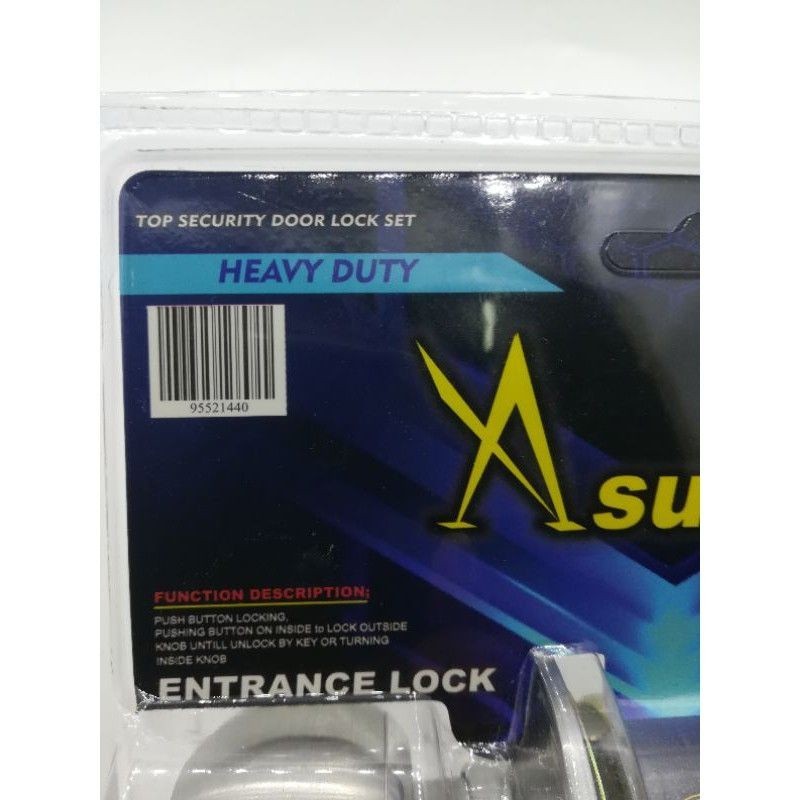 TOP SECURITY DOOR LOCK SET
HEAVY DUTY
95521440
Asu
FUNCTION DESCRIPTION;
PUSH BUTTON LOCKING.
PUSHING BUTTON ON INSIDE to LOCK OUTSIDE
KNOB UNTILL UNLOCK BY KEY OR TURNING
INSIDE KNOB
ENTRANCE LOCK